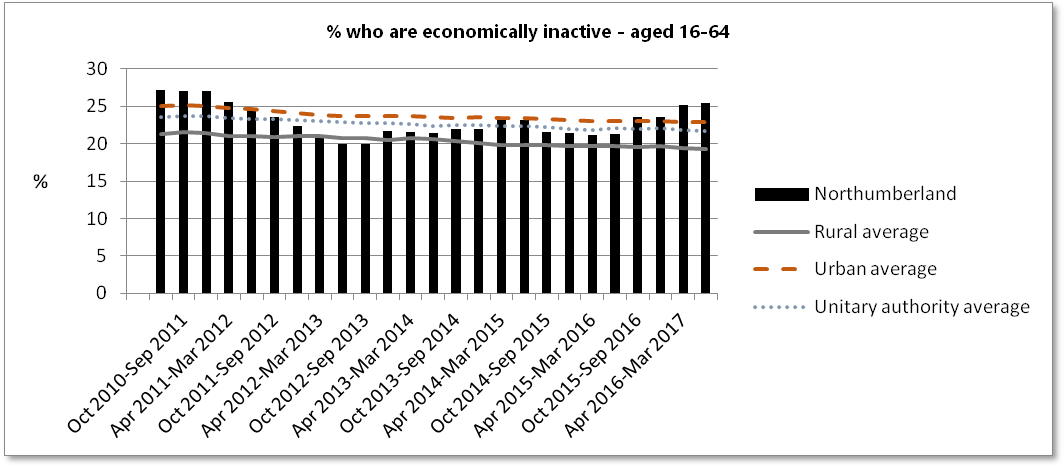 % who are economically inactive - aged 16-64
30
25
20
15
10
5
0
%
Oct 2010-Sep 2011
Apr 2011-Mar 2012
Oct 2011-Sep 2012
Apr 2012-Mar 2013
Oct 2012-Sep 2013
Apr 2013-Mar 2014
Oct 2013-Sep 2014
Apr 2014-Mar 2015
Oct 2014-Sep 2015
Apr 2015-Mar 2016
Oct 2015-Sep 2016
Apr 2016-Mar 2017
Northumberland
Rural average
Urban average
Unitary authority average